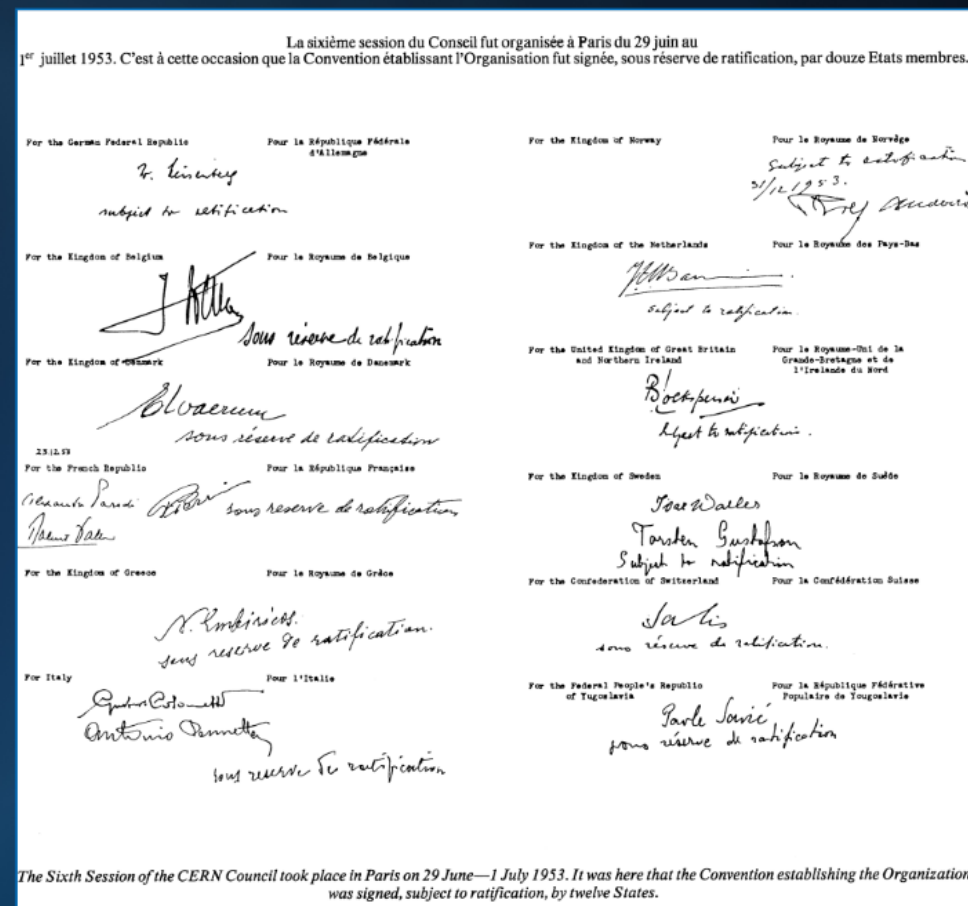 La sixième session du Conseil fut organisée à Paris du 29 juin au
1er juillet 1953. C'est à cette occasion que la Convention établissant l'Organisation fut signée, sous réserve de ratification, par douze Etats membres.
For the German Federal Republic
Pour la République Fédérale
d'Allemagne
subject to ratification
For the Kingdom of Belgium
Pour le Royaume de Belgique
sous réserve de ratification
For the Kingdom of Denmark
Pour le Royaume de Danemark
sous réserve de ratification
23.12.53
For the French Republic
Pour la République Française
Alexandre Parodi
sous reserve de ratification
For the Kingdom of Greece
Pour le Royaume de Grèce
N. Embiricos.
sous reserve de ratification.
For Italy
Pour l'Italie
Antonio Pennetta
sous reserve de ratification
For the Kingdom of Norway
Pour le Royaume de Norvège
Subject to ratification
31/12 1953.
For the Kingdom of the Netherlands
Pour le Royaume des Pays-Bas
subject to ratification.
For the United Kingdom of Great Britain
and Northern Ireland
Pour le Royaume-Uni de la
Grande-Bretagne et de
l'Irelande du Nord
subject to ratification.
For the Kingdom of Sweden
Pour le Royaume de Suède
Ivar Waller
Torsten Gustafson
Subject to ratification
For the Confederation of Switzerland
Pour la Confédération Suisse
Salis
sous réserve de ratification.
For the Federal People's Republic
of Yugoslavia
Pour la République Fédérative
Populaire de Yougoslavie
Pavle Savić
sous réserve de ratification
The Sixth Session of the CERN Council took place in Paris on 29 June—1 July 1953. It was here that the Convention establishing the Organization
was signed, subject to ratification, by twelve States.